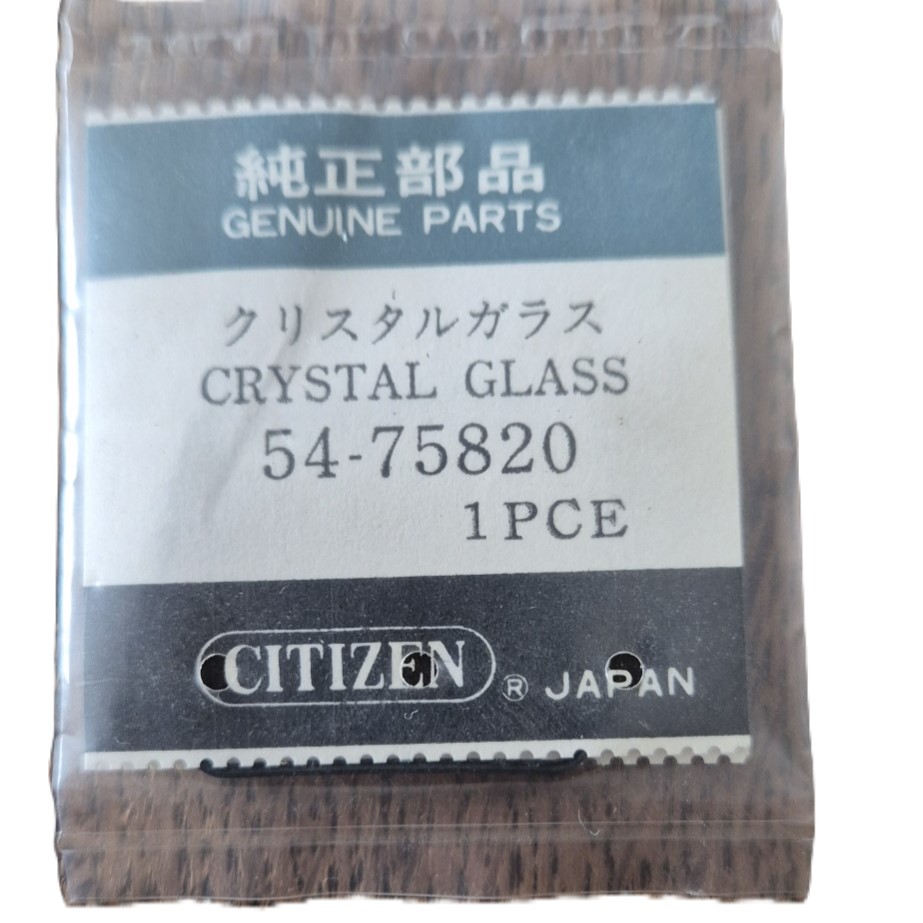 純正部品
GENUINE PARTS
クリスタルガラス
CRYSTAL GLASS
54-75820
1PCE
CITIZEN ® JAPAN